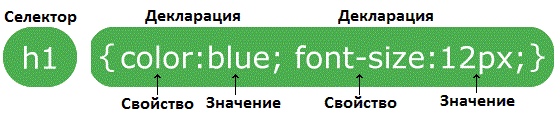 Селектор Декларация Декларация
h1 {color:blue; font-size:12px;}
Свойство Значение Свойство Значение